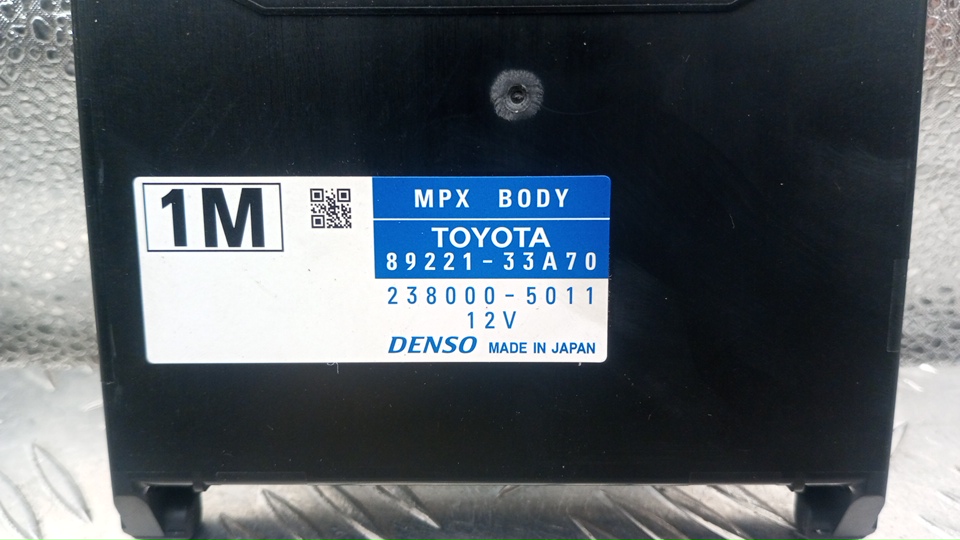 1M
MPX BODY
TOYOTA
89221-33A70
238000-5011
12V
DENSO MADE IN JAPAN